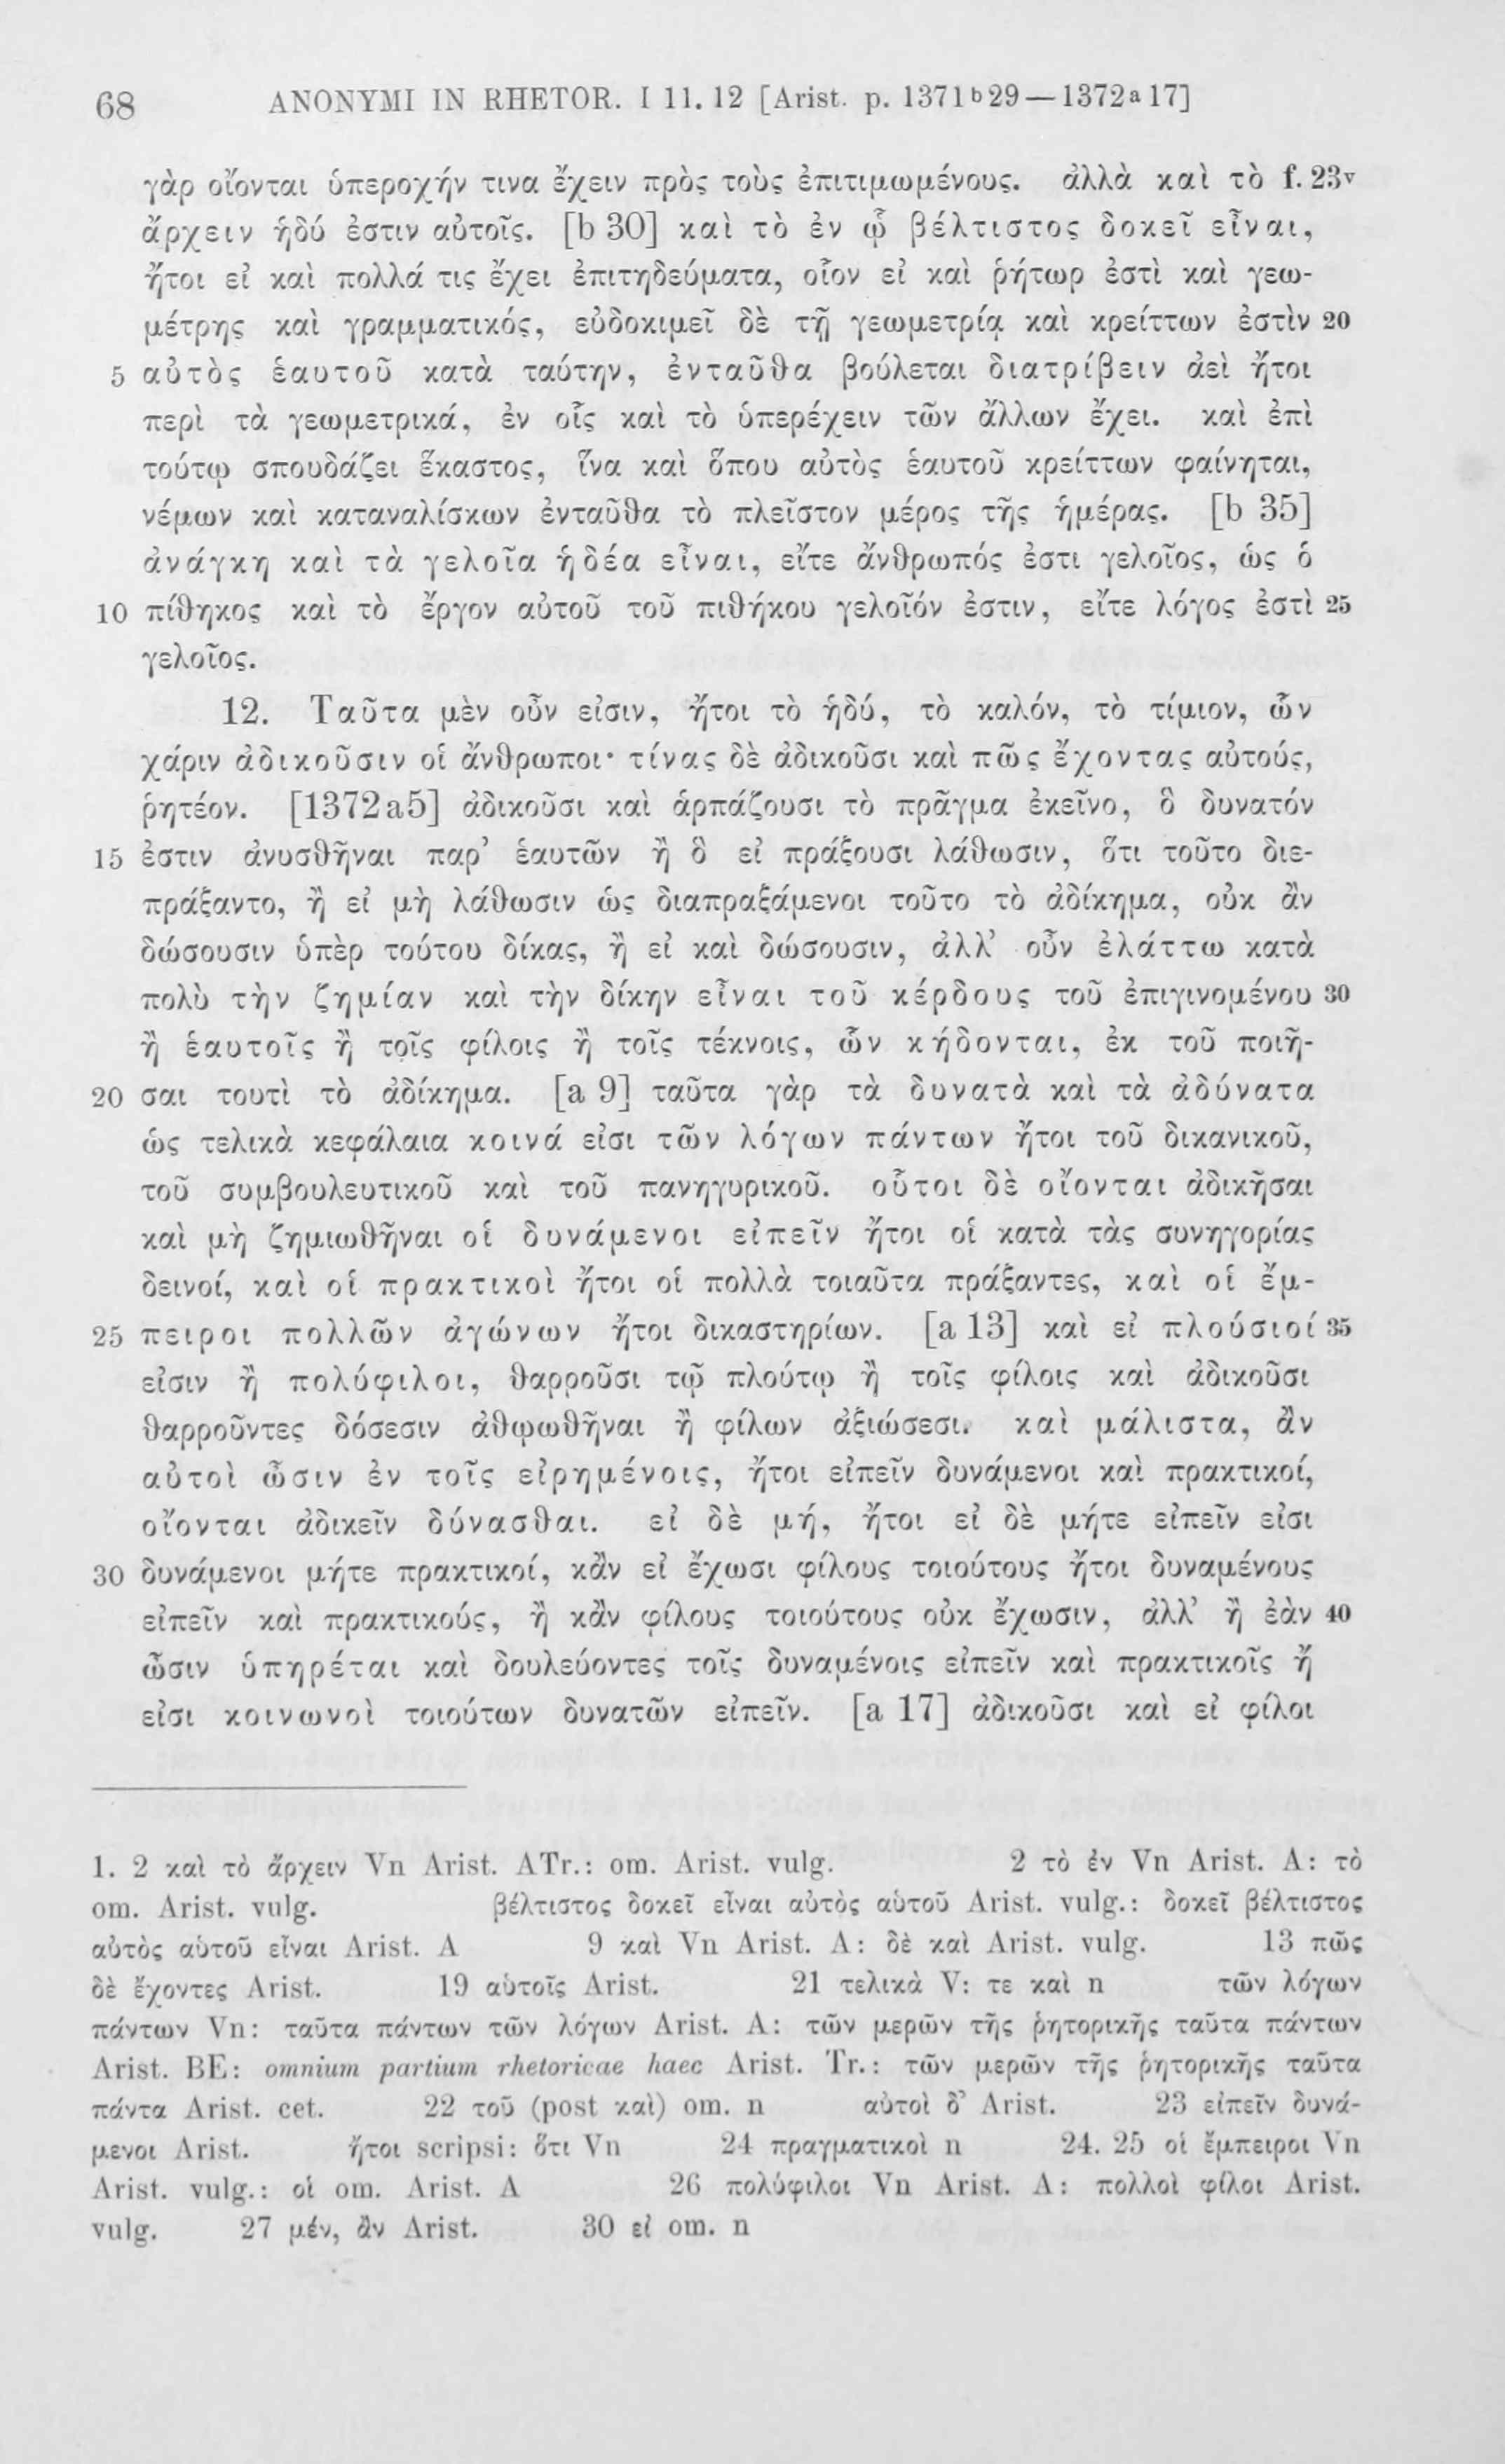 68 ANONYMI IN RHETOR. I 11. 12 [Arist. p. 1371b29—1372a17]
γὰρ οἴονται ὑπεροχήν τινα ἔχειν πρὸς τοὺς ἐπιτιμωμένους. ἀλλὰ καὶ τὸ f. 23v
ἄρχειν ἡδύ ἐστιν αὐτοῖς. [b 30] καὶ τὸ ἐν ᾧ βέλτιστος δοκεῖ εἶναι,
ἤτοι εἰ καὶ πολλά τις ἔχει ἐπιτηδεύματα, οἷον εἰ καὶ ῥήτωρ ἐστὶ καὶ γεω-
μέτρης καὶ γραμματικός, εὐδοκιμεῖ δὲ τῇ γεωμετρίᾳ καὶ κρείττων ἐστὶν 20
5 αὐτὸς ἑαυτοῦ κατὰ ταύτην, ἐνταῦθα βούλεται διατρίβειν ἀεὶ ἤτοι
περὶ τὰ γεωμετρικά, ἐν οἷς καὶ τὸ ὑπερέχειν τῶν ἄλλων ἔχει. καὶ ἐπὶ
τούτῳ σπουδάζει ἕκαστος, ἵνα καὶ ὅπου αὐτὸς ἑαυτοῦ κρείττων φαίνηται,
νέμων καὶ καταναλίσκων ἐνταῦθα τὸ πλεῖστον μέρος τῆς ἡμέρας. [b 35]
ἀνάγκη καὶ τὰ γελοῖα ἡδέα εἶναι, εἴτε ἄνθρωπός ἐστι γελοῖος, ὡς ὁ
10 πίθηκος καὶ τὸ ἔργον αὐτοῦ τοῦ πιθήκου γελοῖόν ἐστιν, εἴτε λόγος ἐστὶ 25
γελοῖος.
12. Ταῦτα μὲν οὖν εἰσιν, ἤτοι τὸ ἡδύ, τὸ καλόν, τὸ τίμιον, ὧν
χάριν ἀδικοῦσιν οἱ ἄνθρωποι· τίνας δὲ ἀδικοῦσι καὶ πῶς ἔχοντας αὐτούς,
ῥητέον. [1372a5] ἀδικοῦσι καὶ ἁρπάζουσι τὸ πρᾶγμα ἐκεῖνο, ὃ δυνατόν
15 ἐστιν ἀνυσθῆναι παρ’ ἑαυτῶν ἢ ὃ εἰ πράξουσι λάθωσιν, ὅτι τοῦτο διε-
πράξαντο, ἢ εἰ μὴ λάθωσιν ὡς διαπραξάμενοι τοῦτο τὸ ἀδίκημα, οὐκ ἂν
δώσουσιν ὑπὲρ τούτου δίκας, ἢ εἰ καὶ δώσουσιν, ἀλλ’ οὖν ἐλάττω κατὰ
πολὺ τὴν ζημίαν καὶ τὴν δίκην εἶναι τοῦ κέρδους τοῦ ἐπιγινομένου 30
ἢ ἑαυτοῖς ἢ τοῖς φίλοις ἢ τοῖς τέκνοις, ὧν κήδονται, ἐκ τοῦ ποιῆ-
20 σαι τουτὶ τὸ ἀδίκημα. [a 9] ταῦτα γὰρ τὰ δυνατὰ καὶ τὰ ἀδύνατα
ὡς τελικὰ κεφάλαια κοινά εἰσι τῶν λόγων πάντων ἤτοι τοῦ δικανικοῦ,
τοῦ συμβουλευτικοῦ καὶ τοῦ πανηγυρικοῦ. οὗτοι δὲ οἴονται ἀδικῆσαι
καὶ μὴ ζημιωθῆναι οἱ δυνάμενοι εἰπεῖν ἤτοι οἱ κατὰ τὰς συνηγορίας
δεινοί, καὶ οἱ πρακτικοὶ ἤτοι οἱ πολλὰ τοιαῦτα πράξαντες, καὶ οἱ ἔμ-
25 πειροι πολλῶν ἀγώνων ἤτοι δικαστηρίων. [a 13] καὶ εἰ πλούσιοί 35
εἰσιν ἢ πολύφιλοι, θαρροῦσι τῷ πλούτῳ ἢ τοῖς φίλοις καὶ ἀδικοῦσι
θαρροῦντες δόσεσιν ἀθῳωθῆναι ἢ φίλων ἀξιώσεσι. καὶ μάλιστα, ἂν
αὐτοὶ ὦσιν ἐν τοῖς εἰρημένοις, ἤτοι εἰπεῖν δυνάμενοι καὶ πρακτικοί,
οἴονται ἀδικεῖν δύνασθαι. εἰ δὲ μή, ἤτοι εἰ δὲ μήτε εἰπεῖν εἰσι
30 δυνάμενοι μήτε πρακτικοί, κἂν εἰ ἔχωσι φίλους τοιούτους ἤτοι δυναμένους
εἰπεῖν καὶ πρακτικούς, ἢ κἂν φίλους τοιούτους οὐκ ἔχωσιν, ἀλλ’ ἢ ἐὰν 40
ὦσιν ὑπηρέται καὶ δουλεύοντες τοῖς δυναμένοις εἰπεῖν καὶ πρακτικοῖς ἤ
εἰσι κοινωνοὶ τοιούτων δυνατῶν εἰπεῖν. [a 17] ἀδικοῦσι καὶ εἰ φίλοι
1. 2 καὶ τὸ ἄρχειν Vn Arist. ATr.: om. Arist. vulg. 2 τὸ ἐν Vn Arist. A: τὸ
om. Arist. vulg. βέλτιστος δοκεῖ εἶναι αὐτὸς αὑτοῦ Arist. vulg.: δοκεῖ βέλτιστος
αὐτὸς αὑτοῦ εἶναι Arist. A 9 καὶ Vn Arist. A: δὲ καὶ Arist. vulg. 13 πῶς
δὲ ἔχοντες Arist. 19 αὑτοῖς Arist. 21 τελικὰ V: τε καὶ n τῶν λόγων
πάντων Vn: ταῦτα πάντων τῶν λόγων Arist. A: τῶν μερῶν τῆς ῥητορικῆς ταῦτα πάντων
Arist. BE: omnium partium rhetoricae haec Arist. Tr.: τῶν μερῶν τῆς ῥητορικῆς ταῦτα
πάντα Arist. cet. 22 τοῦ (post καὶ) om. n αὐτοὶ δ’ Arist. 23 εἰπεῖν δυνά-
μενοι Arist. ἤτοι scripsi: ὅτι Vn 24 πραγματικοὶ n 24. 25 οἱ ἔμπειροι Vn
Arist. vulg.: οἱ om. Arist. A 26 πολύφιλοι Vn Arist. A: πολλοὶ φίλοι Arist.
vulg. 27 μέν, ἂν Arist. 30 εἰ om. n